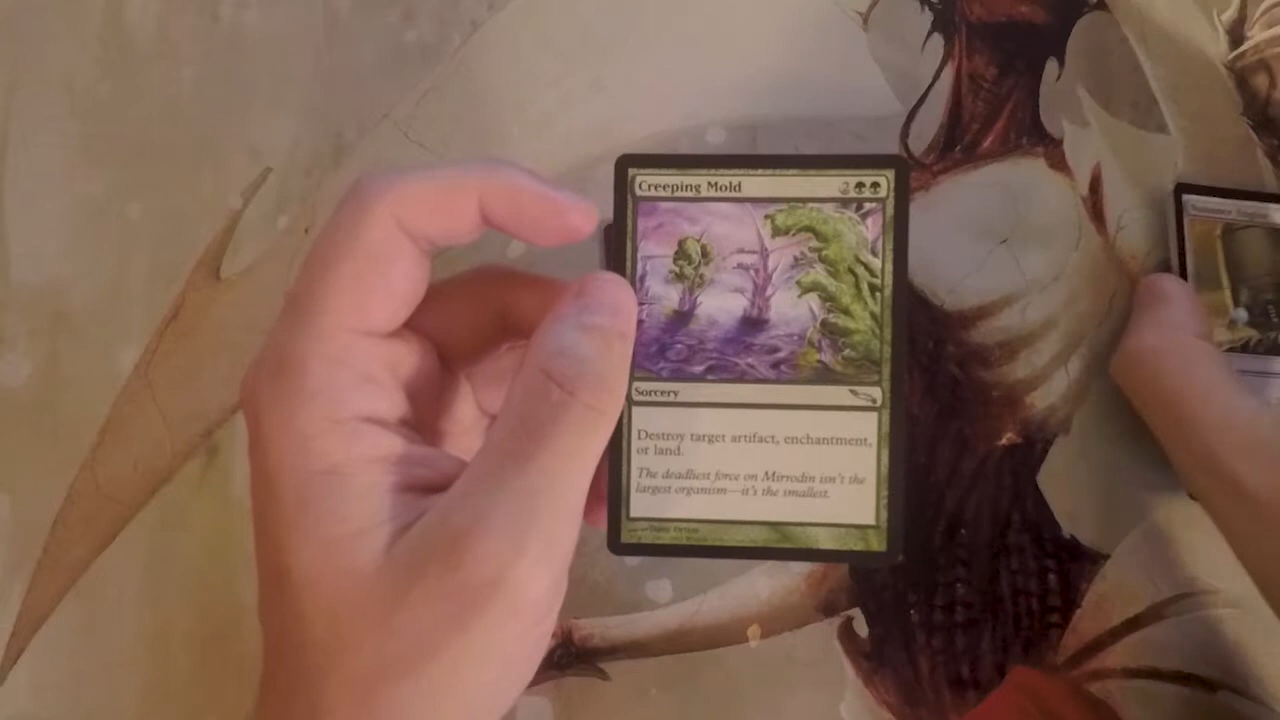 Creeping Mold 2
Sorcery
Destroy target artifact, enchantment,
or land.
The deadliest force on Mirrodin isn't the
largest organism—it's the smallest.